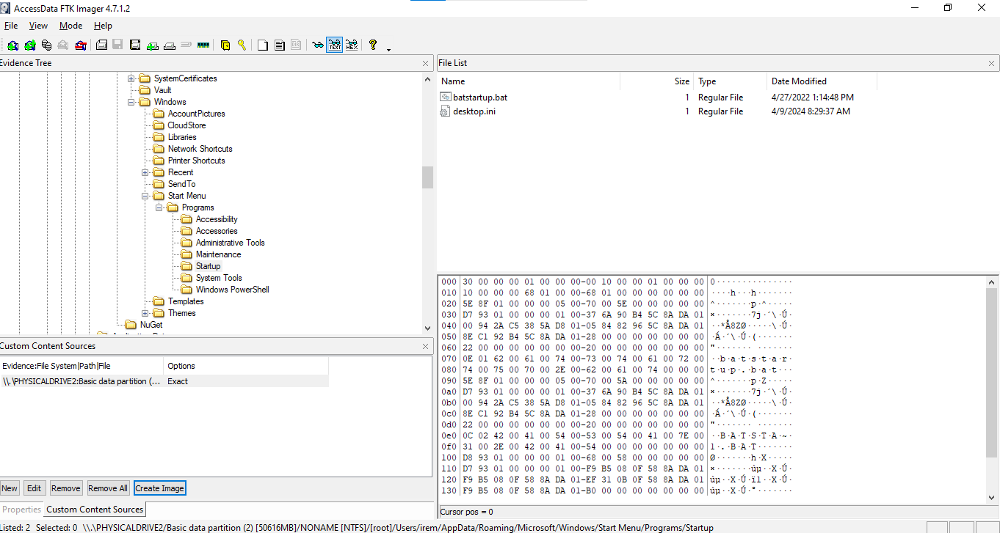 AccessData FTK Imager 4.7.1.2
File View Mode Help
Evidence Tree
SystemCertificates
Vault
Windows
AccountPictures
CloudStore
Libraries
Network Shortcuts
Printer Shortcuts
Recent
SendTo
Start Menu
Programs
Accessibility
Accessories
Administrative Tools
Maintenance
Startup
System Tools
Windows PowerShell
Templates
Themes
NuGet
Custom Content Sources
Evidence:File System|Path|File Options
\\.\PHYSICALDRIVE2:Basic data partition (... Exact
New Edit Remove Remove All Create Image
Properties Custom Content Sources
File List
Name Size Type Date Modified
batstartup.bat 1 Regular File 4/27/2022 1:14:48 PM
desktop.ini 1 Regular File 4/9/2024 8:29:37 AM
000 30 00 00 00 01 00 00 00-00 10 00 00 01 00 00 00 0···············
010 10 00 00 00 68 01 00 00-68 01 00 00 00 00 00 00 ····h···h·······
020 5E 8F 01 00 00 00 05 00-70 00 5E 00 00 00 00 00 ^·······p·^·····
030 D7 93 01 00 00 00 01 00-37 6A 90 B4 5C 8A DA 01 ×·······7j·´\·Ú·
040 00 94 2A C5 38 5A D8 01-05 84 82 96 5C 8A DA 01 ··*Å8ZØ·····\·Ú·
050 8E C1 92 B4 5C 8A DA 01-28 00 00 00 00 00 00 00 ·Á·´\·Ú·(·······
060 22 00 00 00 00 00 00 00-20 00 00 00 00 00 00 00 "······· ·······
070 0E 01 62 00 61 00 74 00-73 00 74 00 61 00 72 00 ··b·a·t·s·t·a·r·
080 74 00 75 00 70 00 2E 00-62 00 61 00 74 00 00 00 t·u·p·.·b·a·t···
090 5E 8F 01 00 00 00 05 00-70 00 5A 00 00 00 00 00 ^·······p·Z·····
0a0 D7 93 01 00 00 00 01 00-37 6A 90 B4 5C 8A DA 01 ×·······7j·´\·Ú·
0b0 00 94 2A C5 38 5A D8 01-05 84 82 96 5C 8A DA 01 ··*Å8ZØ·····\·Ú·
0c0 8E C1 92 B4 5C 8A DA 01-28 00 00 00 00 00 00 00 ·Á·´\·Ú·(·······
0d0 22 00 00 00 00 00 00 00-20 00 00 00 00 00 00 00 "······· ·······
0e0 0C 02 42 00 41 00 54 00-53 00 54 00 41 00 7E 00 ··B·A·T·S·T·A·~·
0f0 31 00 2E 00 42 00 41 00-54 00 00 00 00 00 00 00 1·.·B·A·T·······
100 D8 93 01 00 00 00 01 00-68 00 58 00 00 00 00 00 Ø·······h·X·····
110 D7 93 01 00 00 00 01 00-F9 B5 08 0F 58 8A DA 01 ×·······ùµ··X·Ú·
120 F9 B5 08 0F 58 8A DA 01-EF 31 0B 0F 58 8A DA 01 ùµ··X·Ú·ï1··X·Ú·
130 F9 B5 08 0F 58 8A DA 01-B0 00 00 00 00 00 00 00 ùµ··X·Ú·°·······
Cursor pos = 0
Listed: 2 Selected: 0 \\.\PHYSICALDRIVE2/Basic data partition (2) [50616MB]/NONAME [NTFS]/[root]/Users/irem/AppData/Roaming/Microsoft/Windows/Start Menu/Programs/Startup